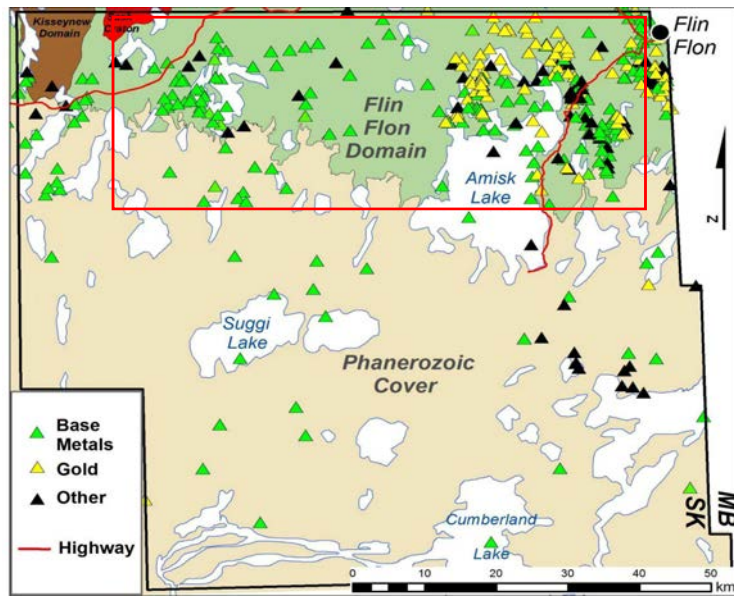 Kisseynew
Domain
Flin
Flon
Flin
Flon
Domain
Amisk
Lake
N
Suggi
Lake
Phanerozoic
Cover
Base
Metals
Gold
Other
Highway
SK
MB
Cumberland
Lake
0 10 20 30 40 50
km